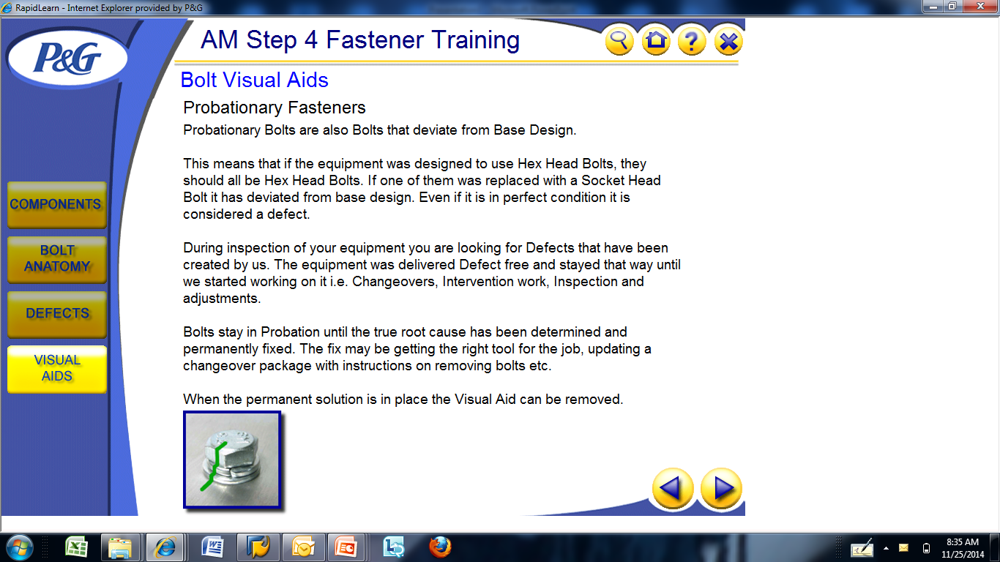 RapidLearn - Internet Explorer provided by P&G
P&G
AM Step 4 Fastener Training
?
Bolt Visual Aids
Probationary Fasteners
Probationary Bolts are also Bolts that deviate from Base Design.
This means that if the equipment was designed to use Hex Head Bolts, they
should all be Hex Head Bolts. If one of them was replaced with a Socket Head
Bolt it has deviated from base design. Even if it is in perfect condition it is
considered a defect.
During inspection of your equipment you are looking for Defects that have been
created by us. The equipment was delivered Defect free and stayed that way until
we started working on it i.e. Changeovers, Intervention work, Inspection and
adjustments.
Bolts stay in Probation until the true root cause has been determined and
permanently fixed. The fix may be getting the right tool for the job, updating a
changeover package with instructions on removing bolts etc.
When the permanent solution is in place the Visual Aid can be removed.
COMPONENTS
BOLT
ANATOMY
DEFECTS
VISUAL
AIDS
8:35 AM
11/25/2014